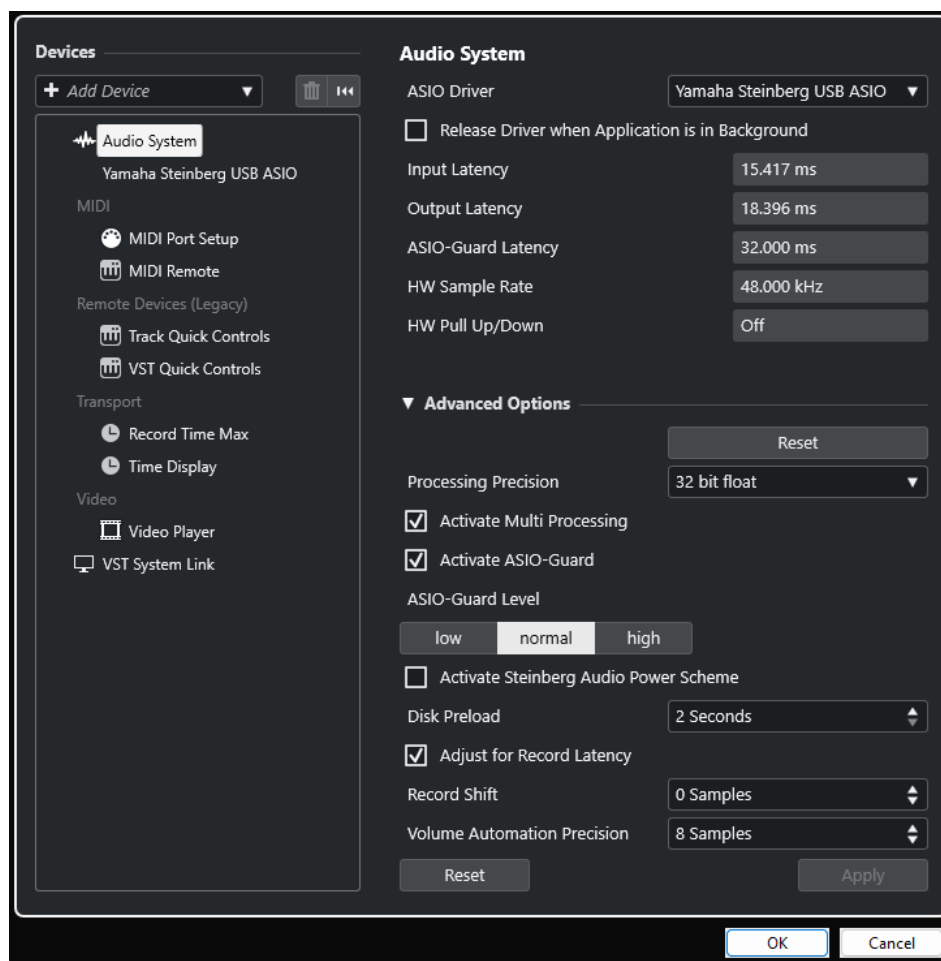 Devices
Add Device
Audio System
Yamaha Steinberg USB ASIO
MIDI
MIDI Port Setup
MIDI Remote
Remote Devices (Legacy)
Track Quick Controls
VST Quick Controls
Transport
Record Time Max
Time Display
Video
Video Player
VST System Link
Audio System
ASIO Driver Yamaha Steinberg USB ASIO
Release Driver when Application is in Background
Input Latency 15.417 ms
Output Latency 18.396 ms
ASIO-Guard Latency 32.000 ms
HW Sample Rate 48.000 kHz
HW Pull Up/Down Off
Advanced Options
Reset
Processing Precision 32 bit float
Activate Multi Processing
Activate ASIO-Guard
ASIO-Guard Level
low normal high
Activate Steinberg Audio Power Scheme
Disk Preload 2 Seconds
Adjust for Record Latency
Record Shift 0 Samples
Volume Automation Precision 8 Samples
Reset Apply
OK Cancel